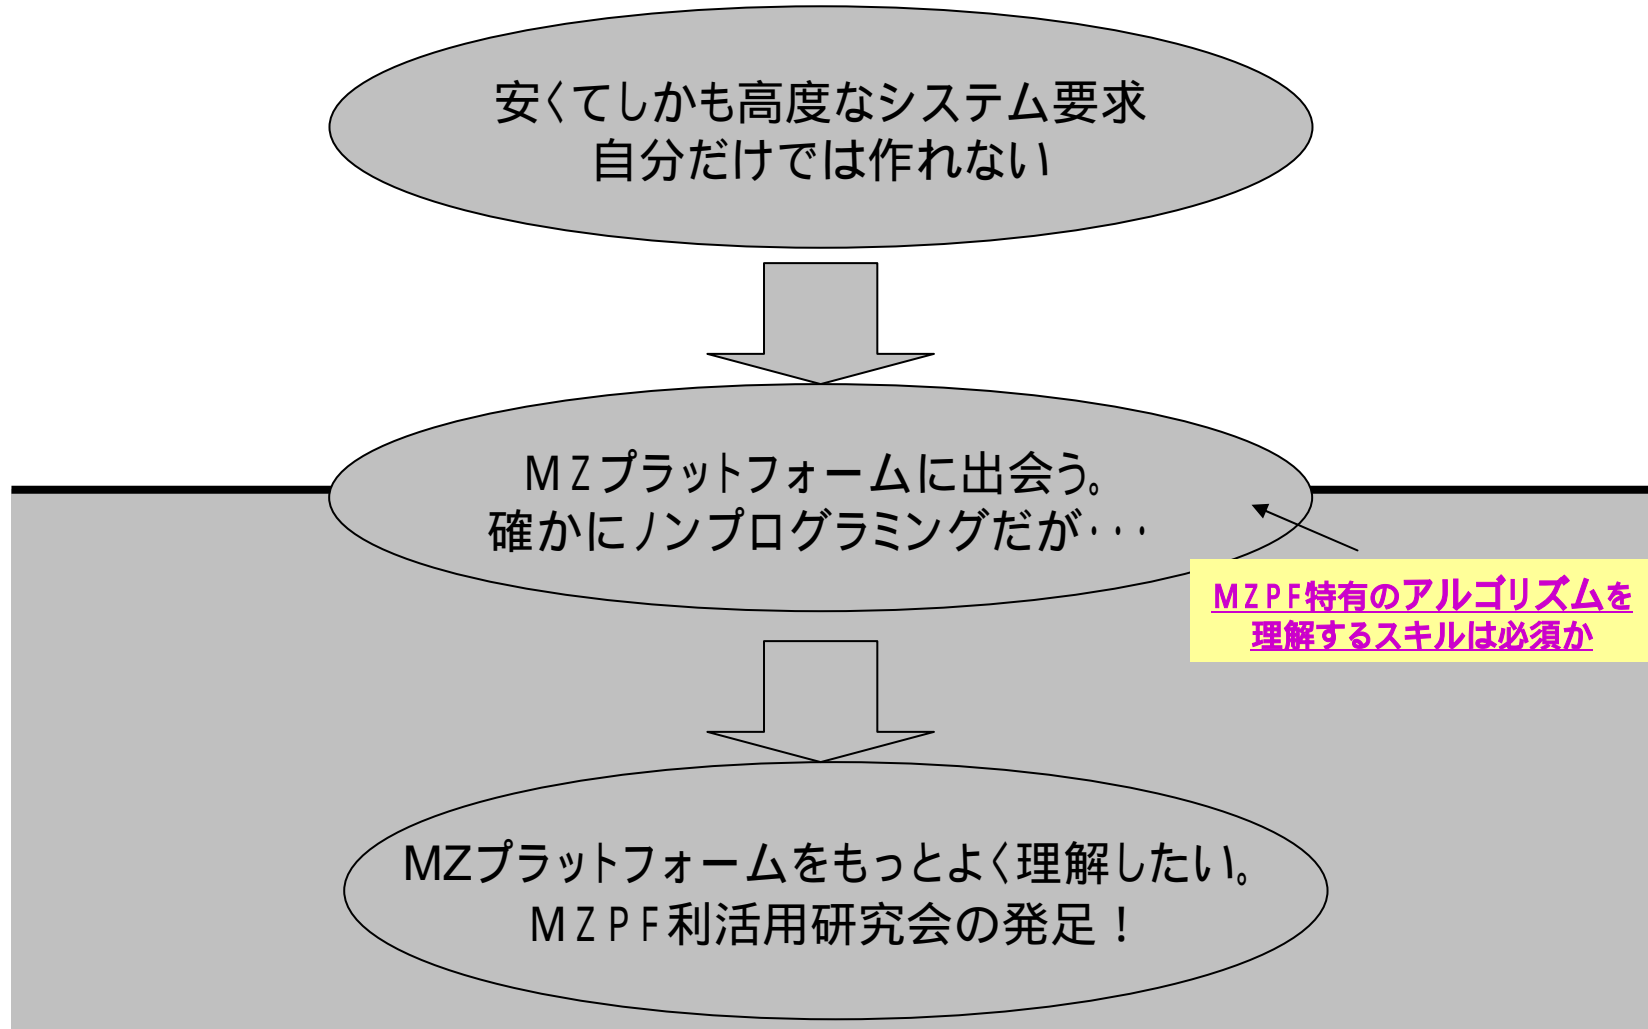 安くてしかも高度なシステム要求
自分だけでは作れない
ＭＺプラットフォームに出会う。
確かにノンプログラミングだが・・・
ＭＺＰＦ特有のアルゴリズムを
理解するスキルは必須か
MZプラットフォームをもっとよく理解したい。
ＭＺＰＦ利活用研究会の発足！